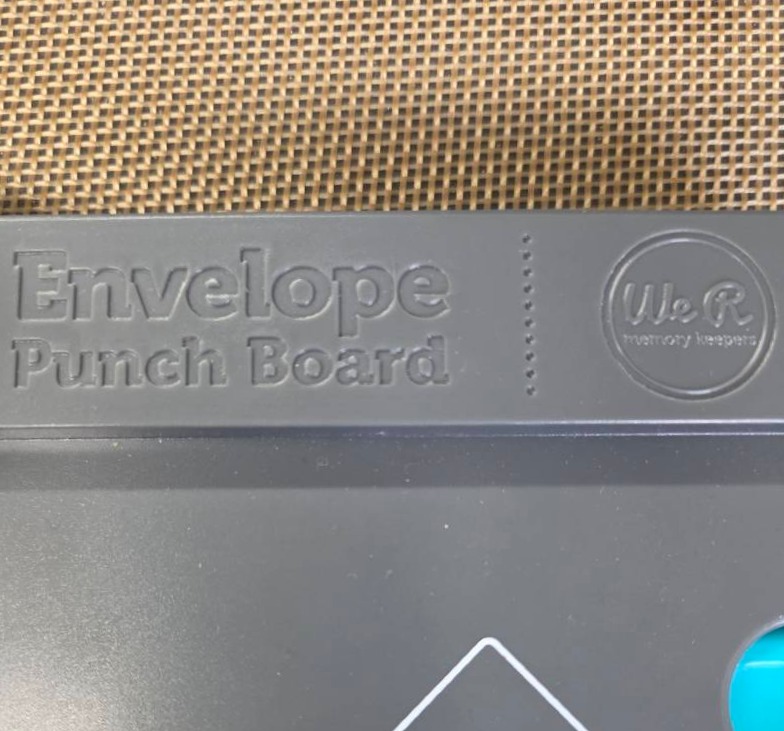 Envelope
Punch Board
We R
memory keepers